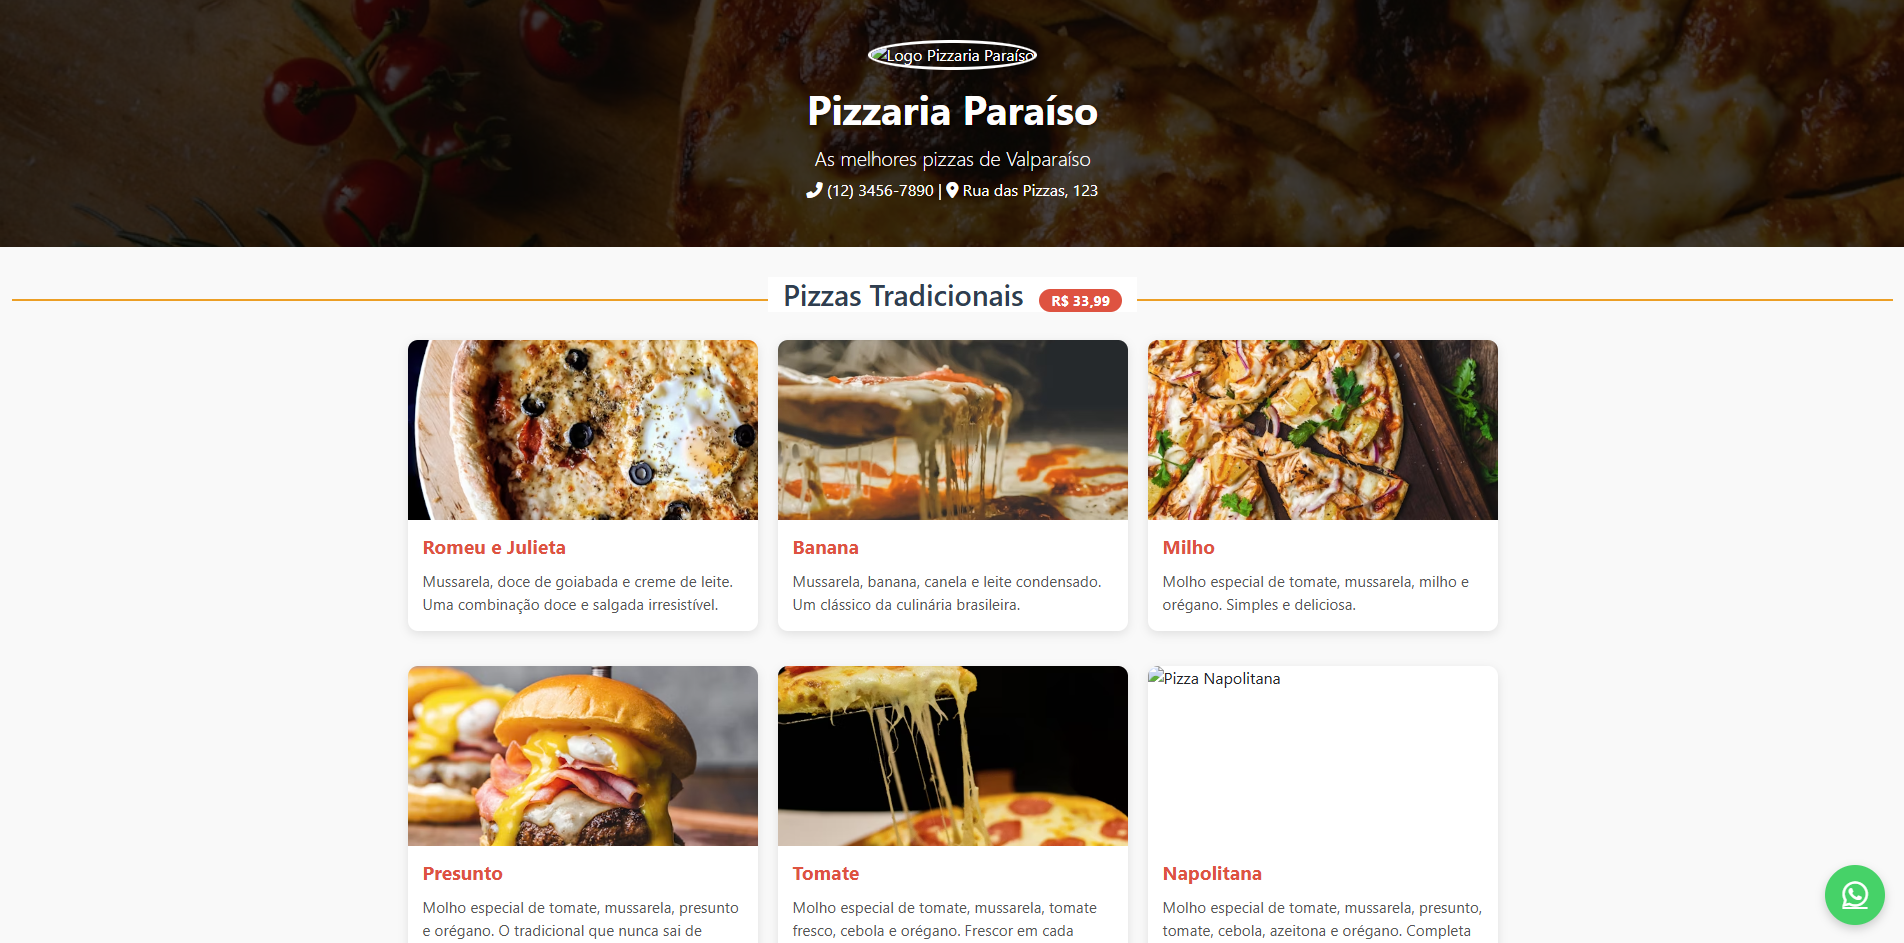 Logo Pizzaria Paraíso
Pizzaria Paraíso
As melhores pizzas de Valparaíso
(12) 3456-7890 | Rua das Pizzas, 123
Pizzas Tradicionais R$ 33,99
Romeu e Julieta
Mussarela, doce de goiabada e creme de leite.
Uma combinação doce e salgada irresistível.
Banana
Mussarela, banana, canela e leite condensado.
Um clássico da culinária brasileira.
Milho
Molho especial de tomate, mussarela, milho e
orégano. Simples e deliciosa.
Presunto
Molho especial de tomate, mussarela, presunto
e orégano. O tradicional que nunca sai de
Tomate
Molho especial de tomate, mussarela, tomate
fresco, cebola e orégano. Frescor em cada
Pizza Napolitana
Napolitana
Molho especial de tomate, mussarela, presunto,
tomate, cebola, azeitona e orégano. Completa